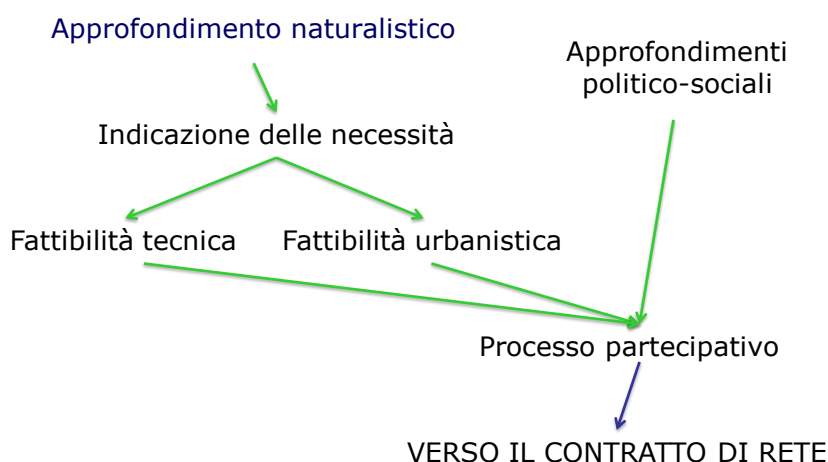 Approfondimento naturalistico
Approfondimenti
politico-sociali
Indicazione delle necessità
Fattibilità tecnica
Fattibilità urbanistica
Processo partecipativo
VERSO IL CONTRATTO DI RETE